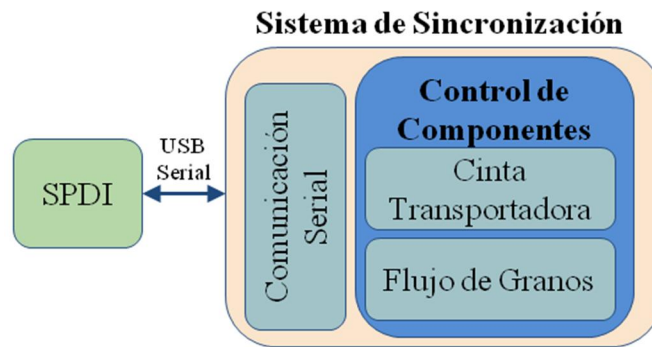 Sistema de Sincronización
SPDI
USB
Serial
Comunicación
Serial
Control de
Componentes
Cinta
Transportadora
Flujo de Granos